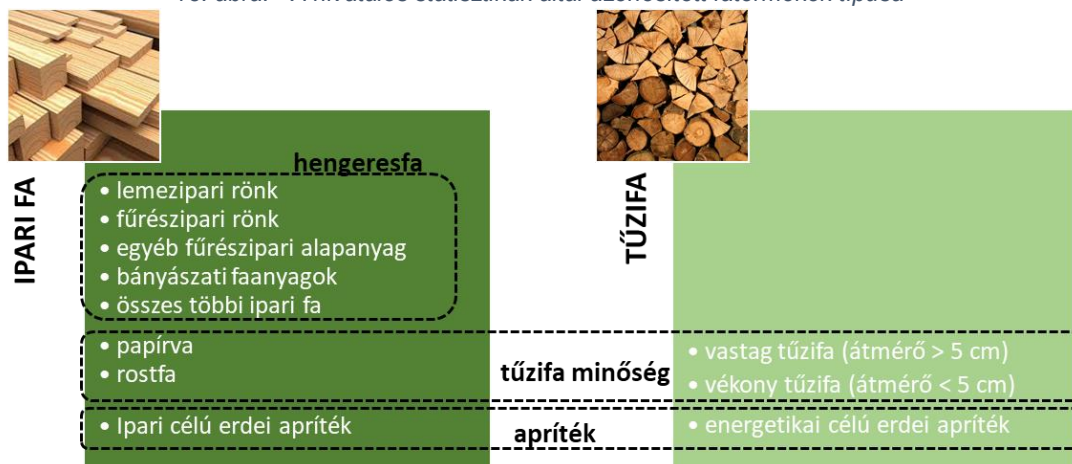 hengeresfa
IPARI FA
• lemezipari rönk
• fűrészipari rönk
• egyéb fűrészipari alapanyag
• bányászati faanyagok
• összes többi ipari fa
• papírva
• rostfa
• Ipari célú erdei apríték
TŰZIFA
tűzifa minőség
• vastag tűzifa (átmérő > 5 cm)
• vékony tűzifa (átmérő < 5 cm)
apríték
• energetikai célú erdei apríték